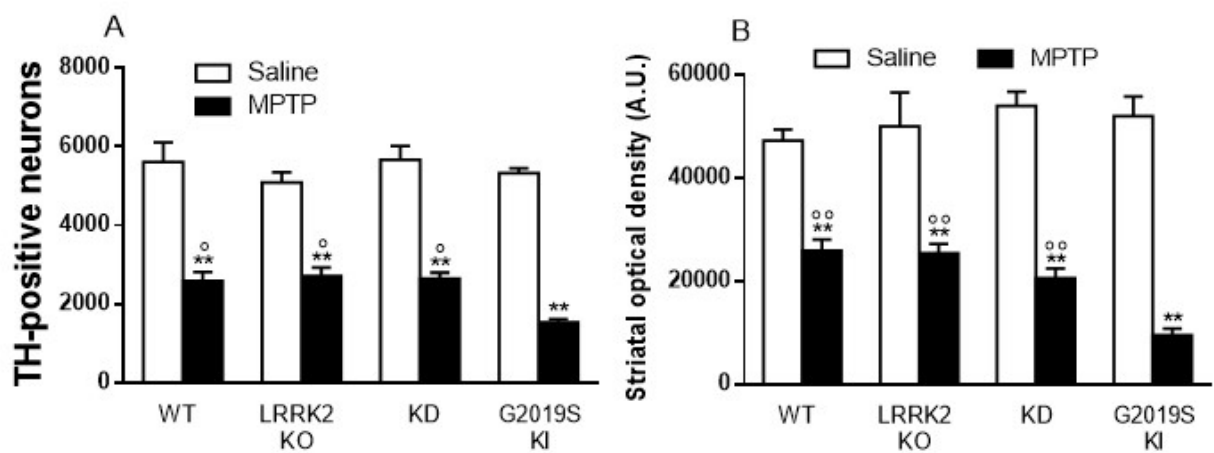 A
TH-positive neurons
8000
6000
4000
2000
0
Saline
MPTP
°
**
°
**
°
**
**
WT
LRRK2
KO
KD
G2019S
KI
B
Striatal optical density (A.U.)
60000
40000
20000
0
Saline
MPTP
°°
**
°°
**
°°
**
**
WT
LRRK2
KO
KD
G2019S
KI